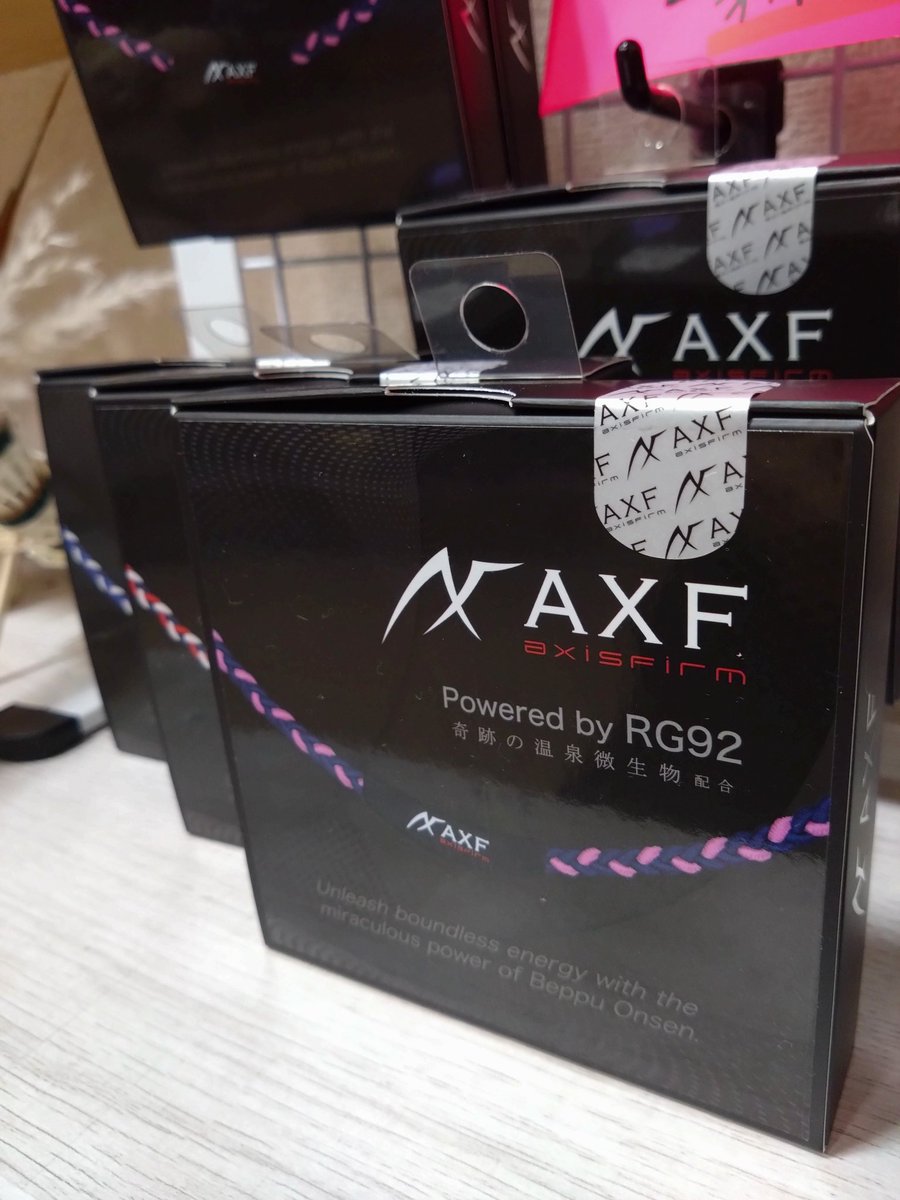 AXF
AXF
axisfirm
AXF
axisfirm
Powered by RG92
奇跡の温泉微生物配合
AXF
axisfirm
Unleash boundless energy with the
miraculous power of Beppu Onsen.